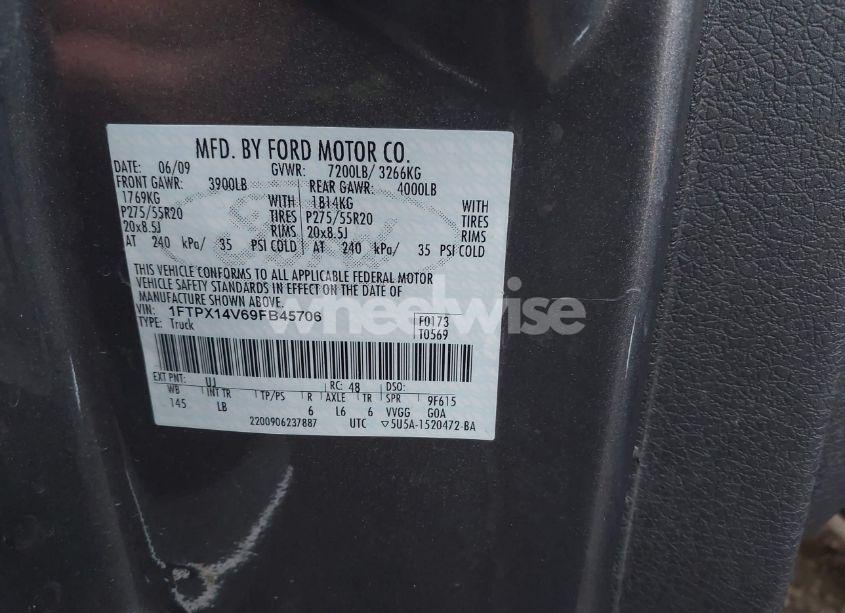 MFD. BY FORD MOTOR CO.
DATE: 06/09 GVWR: 7200LB/ 3266KG
FRONT GAWR: 3900LB REAR GAWR: 4000LB
1769KG WITH 1814KG WITH
P275/55R20 TIRES P275/55R20 TIRES
20x8.5J RIMS 20x8.5J RIMS
AT 240 kPa/ 35 PSI COLD AT 240 kPa/ 35 PSI COLD
THIS VEHICLE CONFORMS TO ALL APPLICABLE FEDERAL MOTOR
VEHICLE SAFETY STANDARDS IN EFFECT ON THE DATE OF
MANUFACTURE SHOWN ABOVE.
VIN: 1FTPX14V69FB45706 F0173
TYPE: Truck T0569
wheelwise
EXT PNT: UJ RC: 48 DSO:
WB INT TR TP/PS R AXLE TR SPR 9F615
145 LB 6 L6 6 VVGG GOA
2200906237887 UTC ▽5U5A-1520472-BA
Ford